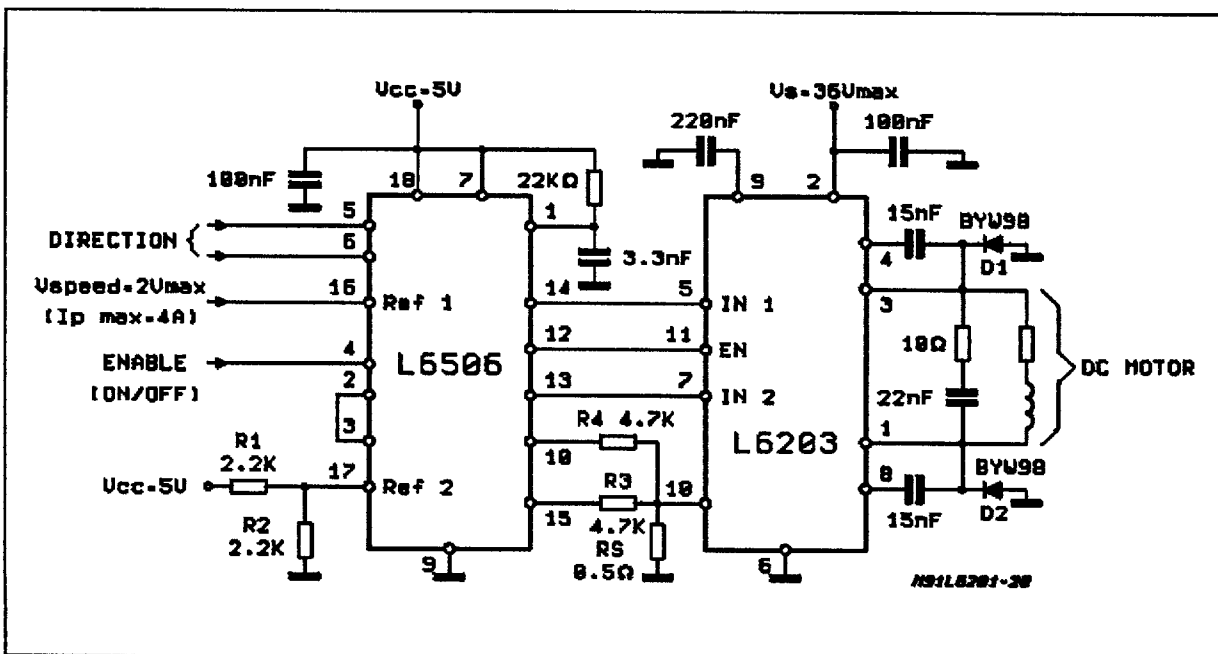 Vcc=5V
Vs=36Vmax
220nF
100nF
100nF
18
7
22KΩ
9
2
5
1
15nF
BYW98
DIRECTION {
6
3.3nF
4
D1
Vspeed=2Vmax
16
Ref 1
14
5
IN 1
3
(Ip max=4A)
12
11
EN
10Ω
ENABLE
4
L6506
DC MOTOR
(ON/OFF)
2
13
7
IN 2
22nF
3
R4 4.7K
L6203
1
R1
10
2.2K
17
R3
8
BYW98
Vcc=5V
Ref 2
10
R2
15
4.7K
15nF
D2
2.2K
RS
9
0.5Ω
6
M91L6201-20